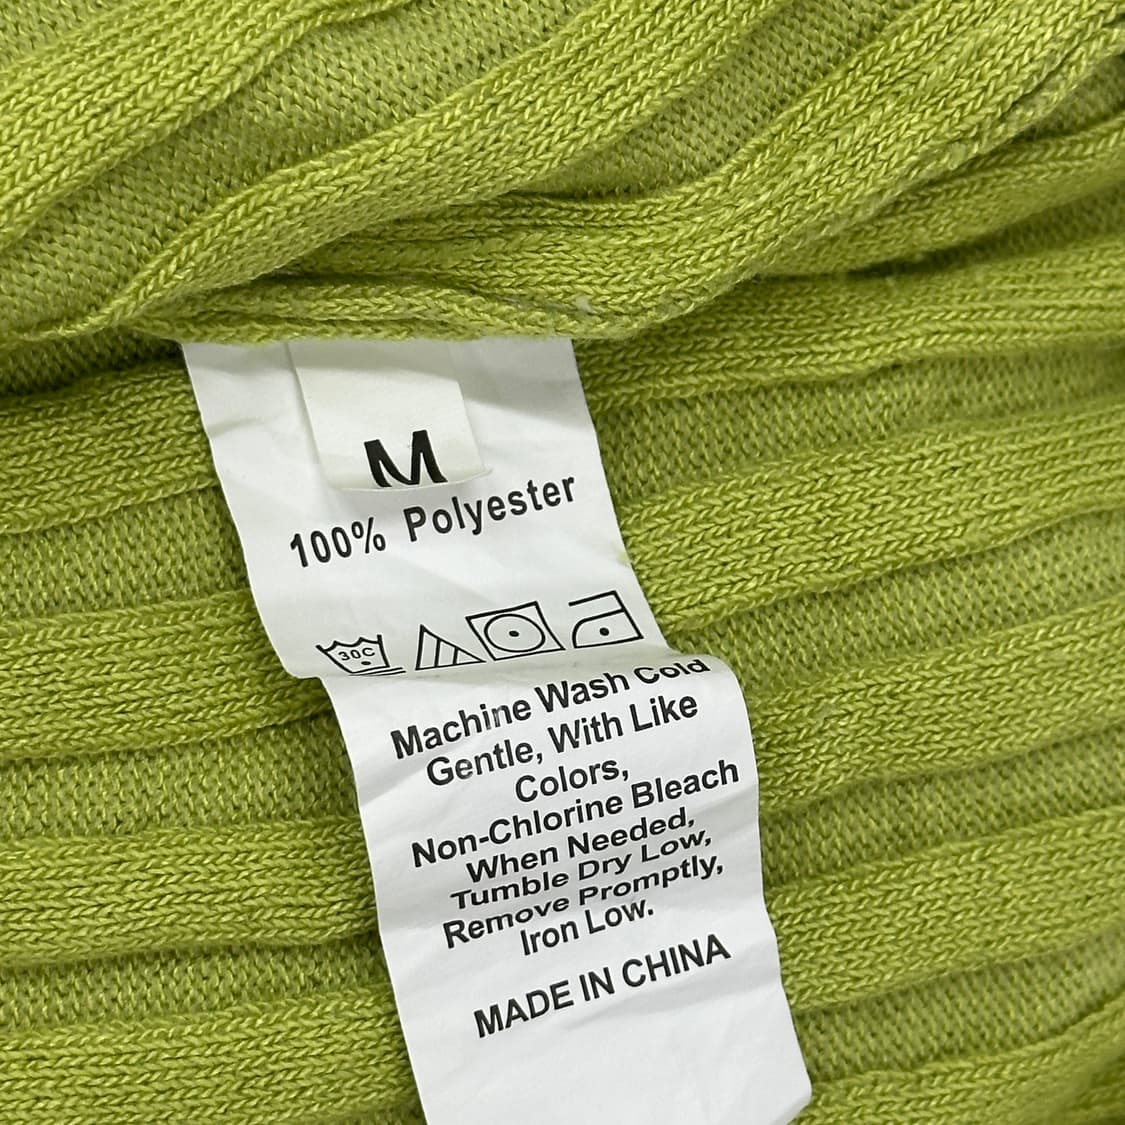 M
100% Polyester
30C
Machine Wash Cold
Gentle, With Like
Colors,
Non-Chlorine Bleach
When Needed,
Tumble Dry Low,
Remove Promptly,
Iron Low.
MADE IN CHINA